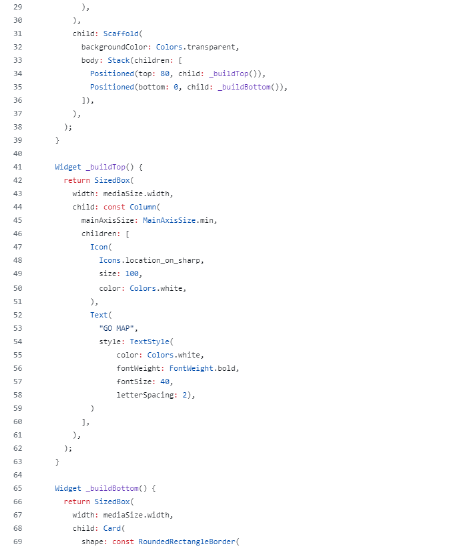 29             ),
30           ),
31           child: Scaffold(
32             backgroundColor: Colors.transparent,
33             body: Stack(children: [
34               Positioned(top: 80, child: _buildTop()),
35               Positioned(bottom: 0, child: _buildBottom()),
36             ]),
37           ),
38         );
39       }
40
41       Widget _buildTop() {
42         return SizedBox(
43           width: mediaSize.width,
44           child: const Column(
45             mainAxisSize: MainAxisSize.min,
46             children: [
47               Icon(
48                 Icons.location_on_sharp,
49                 size: 100,
50                 color: Colors.white,
51               ),
52               Text(
53                 "GO MAP",
54                 style: TextStyle(
55                     color: Colors.white,
56                     fontWeight: FontWeight.bold,
57                     fontSize: 40,
58                     letterSpacing: 2),
59               )
60             ],
61           ),
62         );
63       }
64
65       Widget _buildBottom() {
66         return SizedBox(
67           width: mediaSize.width,
68           child: Card(
69             shape: const RoundedRectangleBorder(